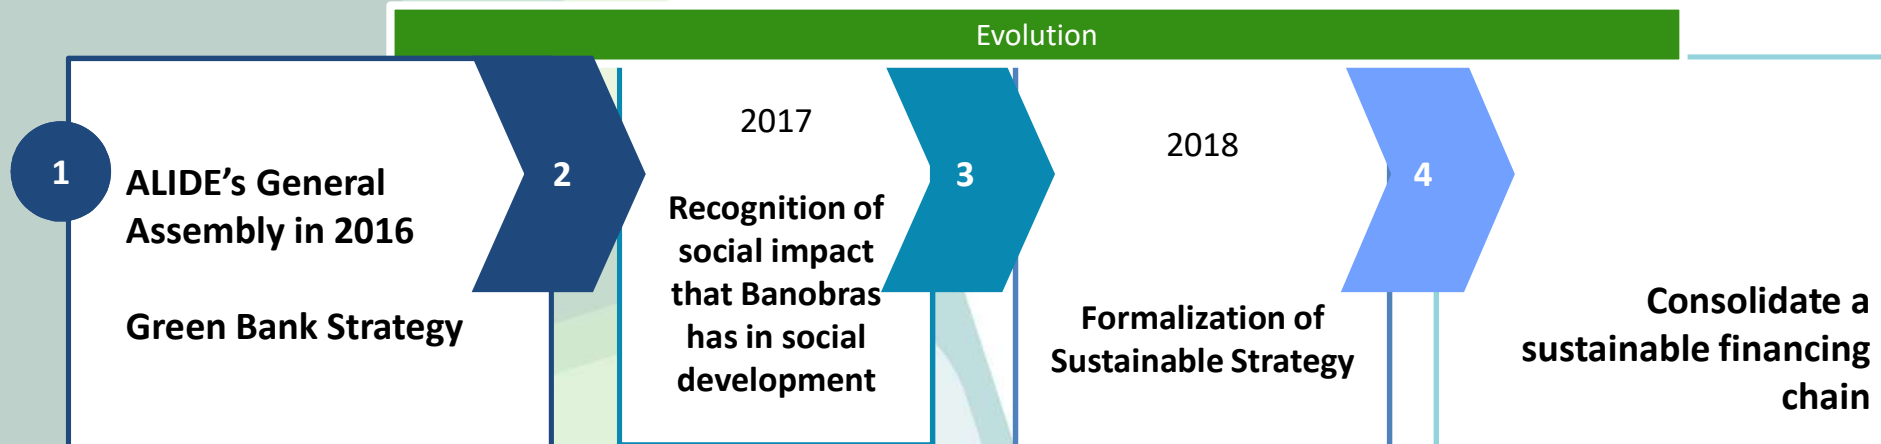 Evolution
1
ALIDE’s General
Assembly in 2016
Green Bank Strategy
2
2017
Recognition of
social impact
that Banobras
has in social
development
3
2018
Formalization of
Sustainable Strategy
4
Consolidate a
sustainable financing
chain